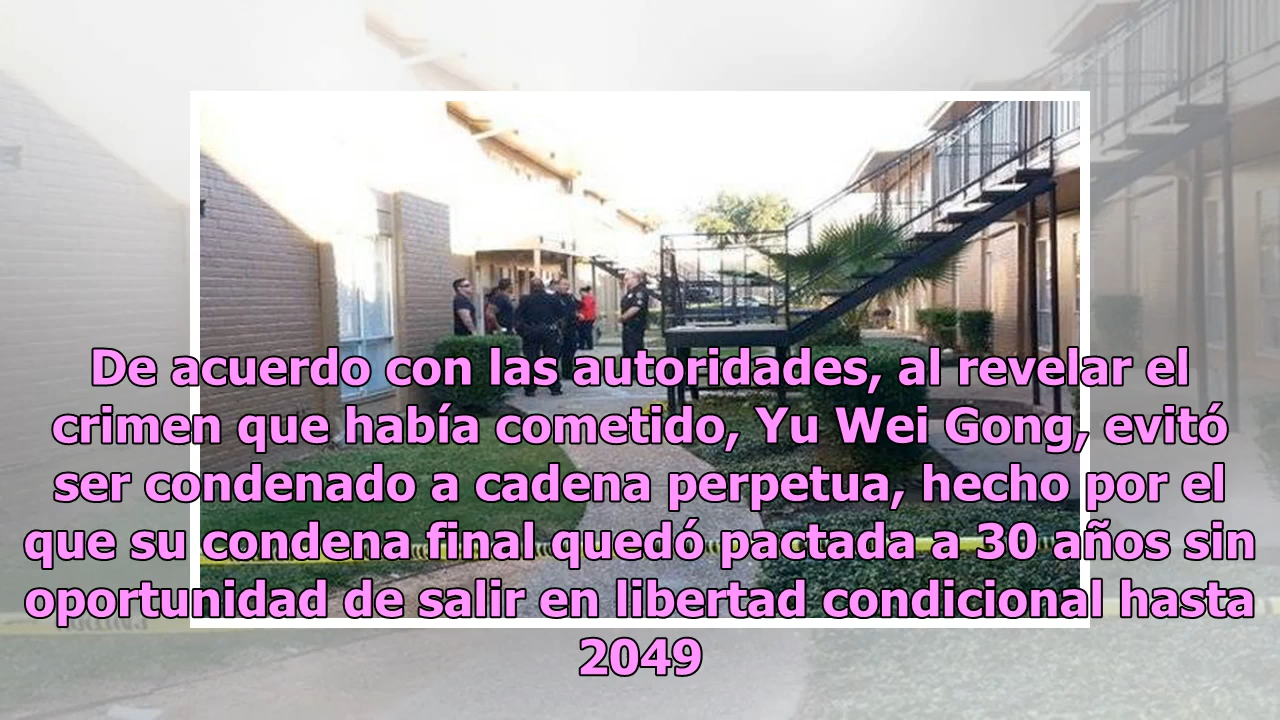 De acuerdo con las autoridades, al revelar el
crimen que había cometido, Yu Wei Gong, evitó
ser condenado a cadena perpetua, hecho por el
que su condena final quedó pactada a 30 años sin
oportunidad de salir en libertad condicional hasta
2049